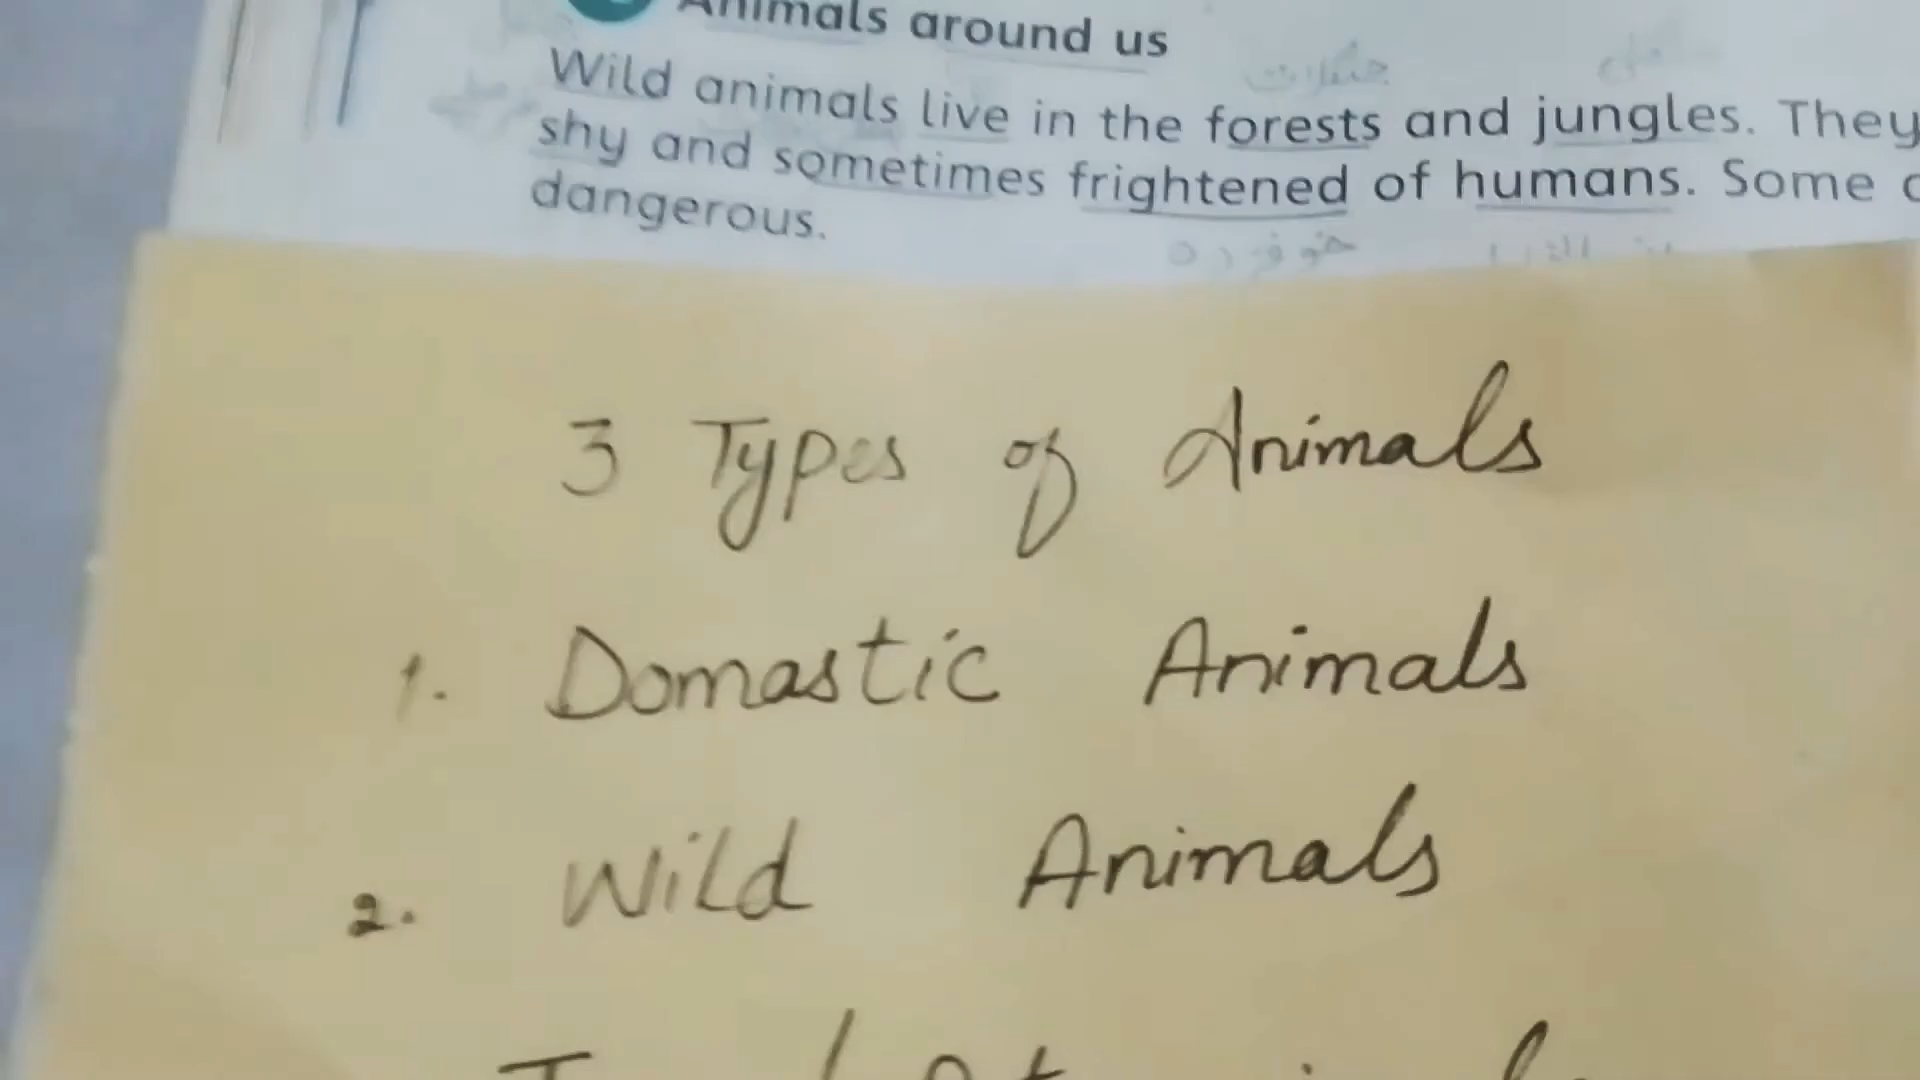 Animals around us
Wild animals live in the forests and jungles. They
shy and sometimes frightened of humans. Some
dangerous.
3 Types of Animals
1. Domastic Animals
2. Wild Animals